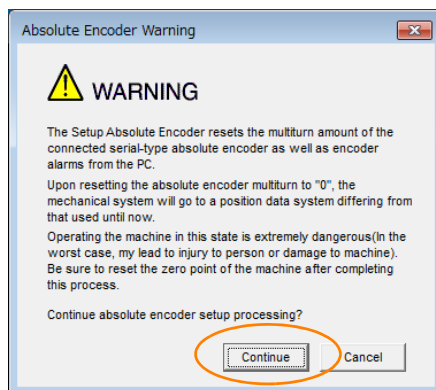 Absolute Encoder Warning
WARNING
The Setup Absolute Encoder resets the multiturn amount of the
connected serial-type absolute encoder as well as encoder
alarms from the PC.
Upon resetting the absolute encoder multiturn to "0", the
mechanical system will go to a position data system differing from
that used until now.
Operating the machine in this state is extremely dangerous(In the
worst case, my lead to injury to person or damage to machine).
Be sure to reset the zero point of the machine after completing
this process.
Continue absolute encoder setup processing?
Continue
Cancel